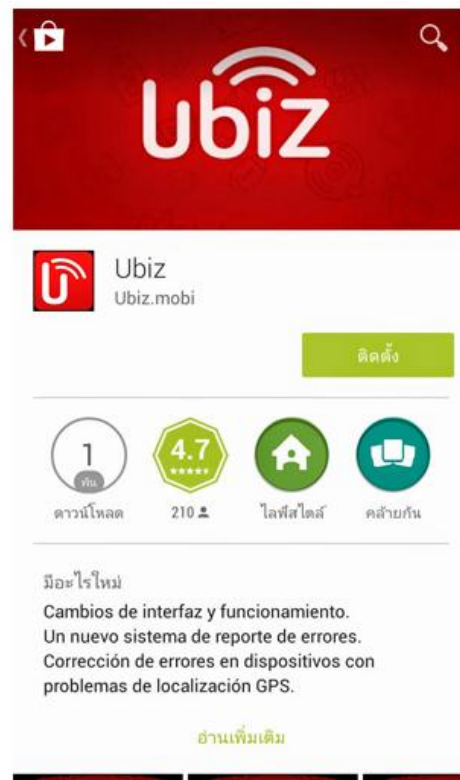 Ubiz
Ubiz
Ubiz.mobi
ติดตั้ง
1
พัน
ดาวน์โหลด
4.7
210
ไลฟ์สไตล์
คล้ายกัน
มีอะไรใหม่
Cambios de interfaz y funcionamiento.
Un nuevo sistema de reporte de errores.
Corrección de errores en dispositivos con
problemas de localización GPS.
อ่านเพิ่มเติม